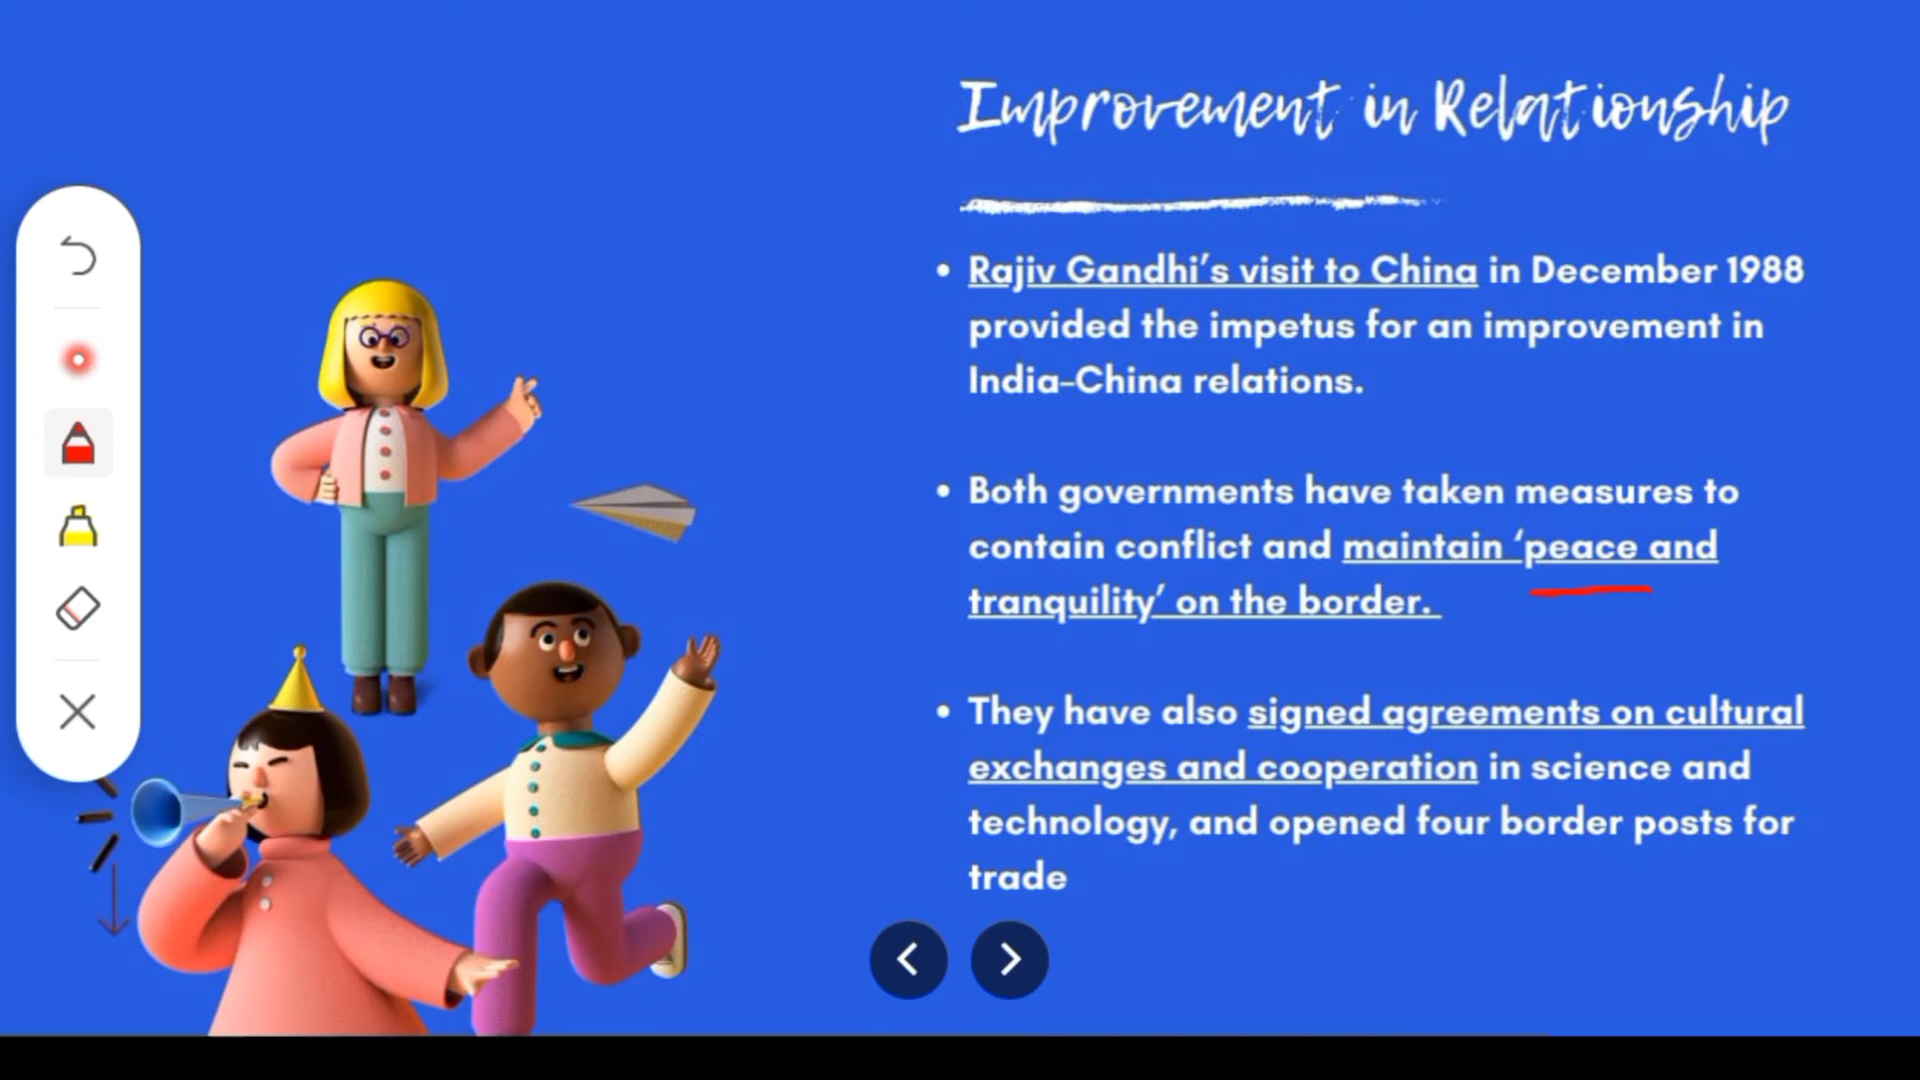 Improvement in Relationship
• Rajiv Gandhi’s visit to China in December 1988
provided the impetus for an improvement in
India-China relations.
• Both governments have taken measures to
contain conflict and maintain ‘peace and
tranquility’ on the border.
• They have also signed agreements on cultural
exchanges and cooperation in science and
technology, and opened four border posts for
trade